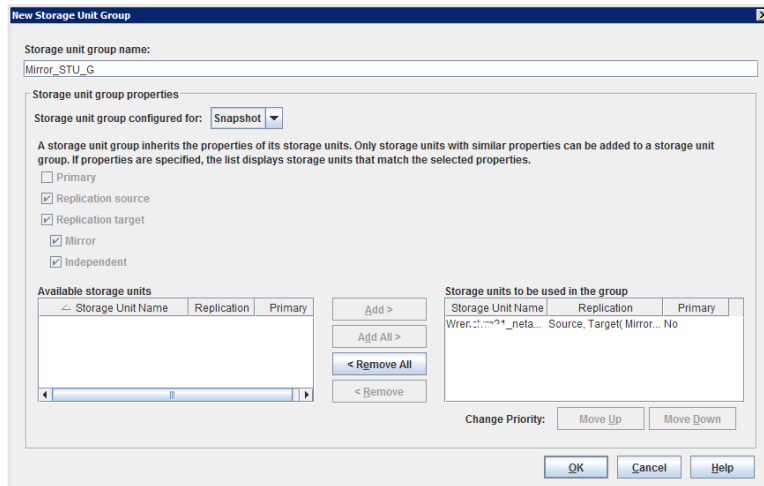 New Storage Unit Group
Storage unit group name:
Mirror_STU_G
Storage unit group properties
Storage unit group configured for: Snapshot
A storage unit group inherits the properties of its storage units. Only storage units with similar properties can be added to a storage unit
group. If properties are specified, the list displays storage units that match the selected properties.
Primary
Replication source
Replication target
Mirror
Independent
Available storage units
Storage Unit Name Replication Primary
Add >
Add All >
< Remove All
< Remove
Storage units to be used in the group
Storage Unit Name Replication Primary
Source, Target( Mirror... No
Change Priority: Move Up Move Down
OK Cancel Help